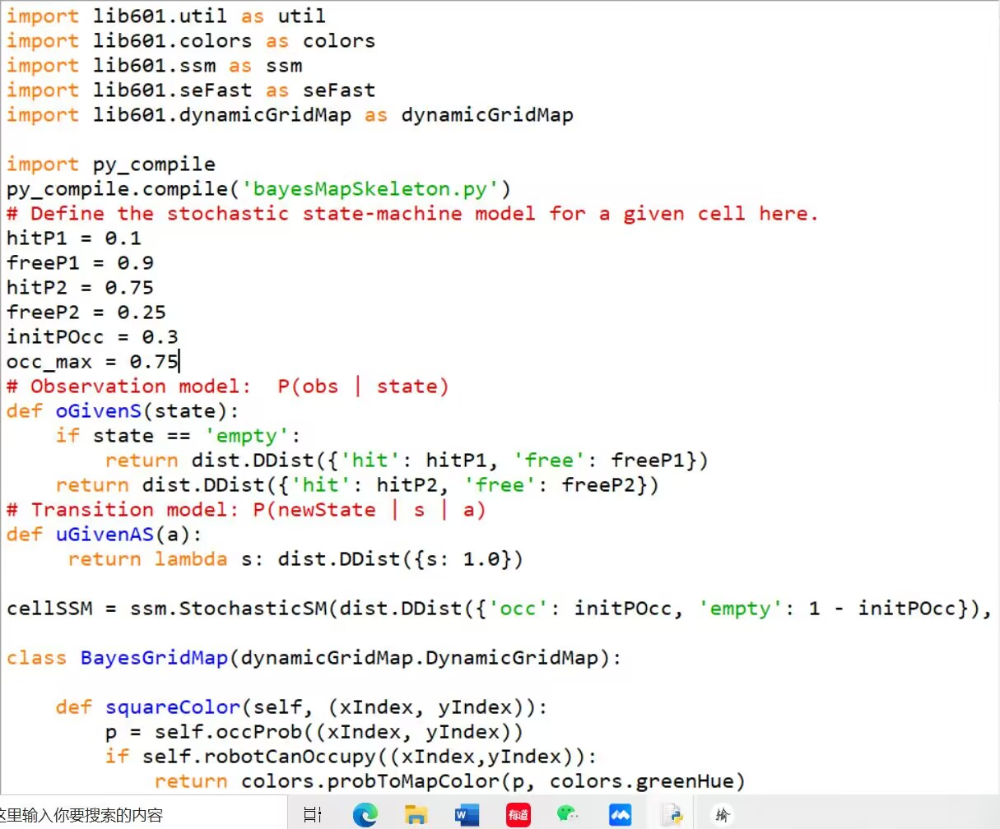 import lib601.util as util
import lib601.colors as colors
import lib601.ssm as ssm
import lib601.seFast as seFast
import lib601.dynamicGridMap as dynamicGridMap

import py_compile
py_compile.compile('bayesMapSkeleton.py')
# Define the stochastic state-machine model for a given cell here.
hitP1 = 0.1
freeP1 = 0.9
hitP2 = 0.75
freeP2 = 0.25
initPOcc = 0.3
occ_max = 0.75
# Observation model:  P(obs | state)
def oGivenS(state):
    if state == 'empty':
        return dist.DDist({'hit': hitP1, 'free': freeP1})
    return dist.DDist({'hit': hitP2, 'free': freeP2})
# Transition model: P(newState | s | a)
def uGivenAS(a):
     return lambda s: dist.DDist({s: 1.0})

cellSSM = ssm.StochasticSM(dist.DDist({'occ': initPOcc, 'empty': 1 - initPOcc}),

class BayesGridMap(dynamicGridMap.DynamicGridMap):

    def squareColor(self, (xIndex, yIndex)):
        p = self.occProb((xIndex, yIndex))
        if self.robotCanOccupy((xIndex,yIndex)):
            return colors.probToMapColor(p, colors.greenHue)
这里输入你要搜索的内容
W
有道
输